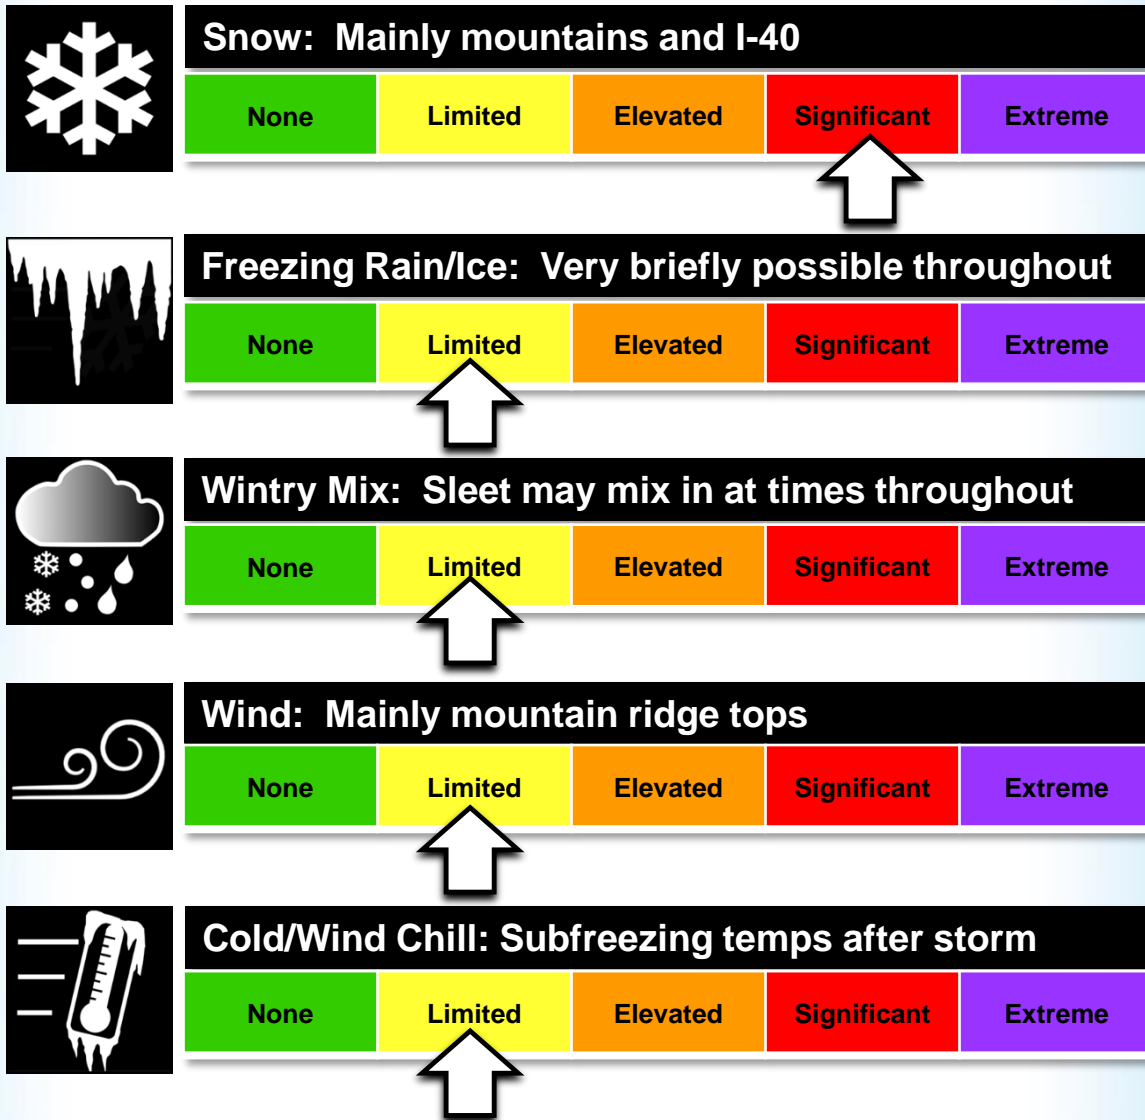 Snow:  Mainly mountains and I-40
None Limited Elevated Significant Extreme
Freezing Rain/Ice:  Very briefly possible throughout
None Limited Elevated Significant Extreme
Wintry Mix:  Sleet may mix in at times throughout
None Limited Elevated Significant Extreme
Wind:  Mainly mountain ridge tops
None Limited Elevated Significant Extreme
Cold/Wind Chill: Subfreezing temps after storm
None Limited Elevated Significant Extreme